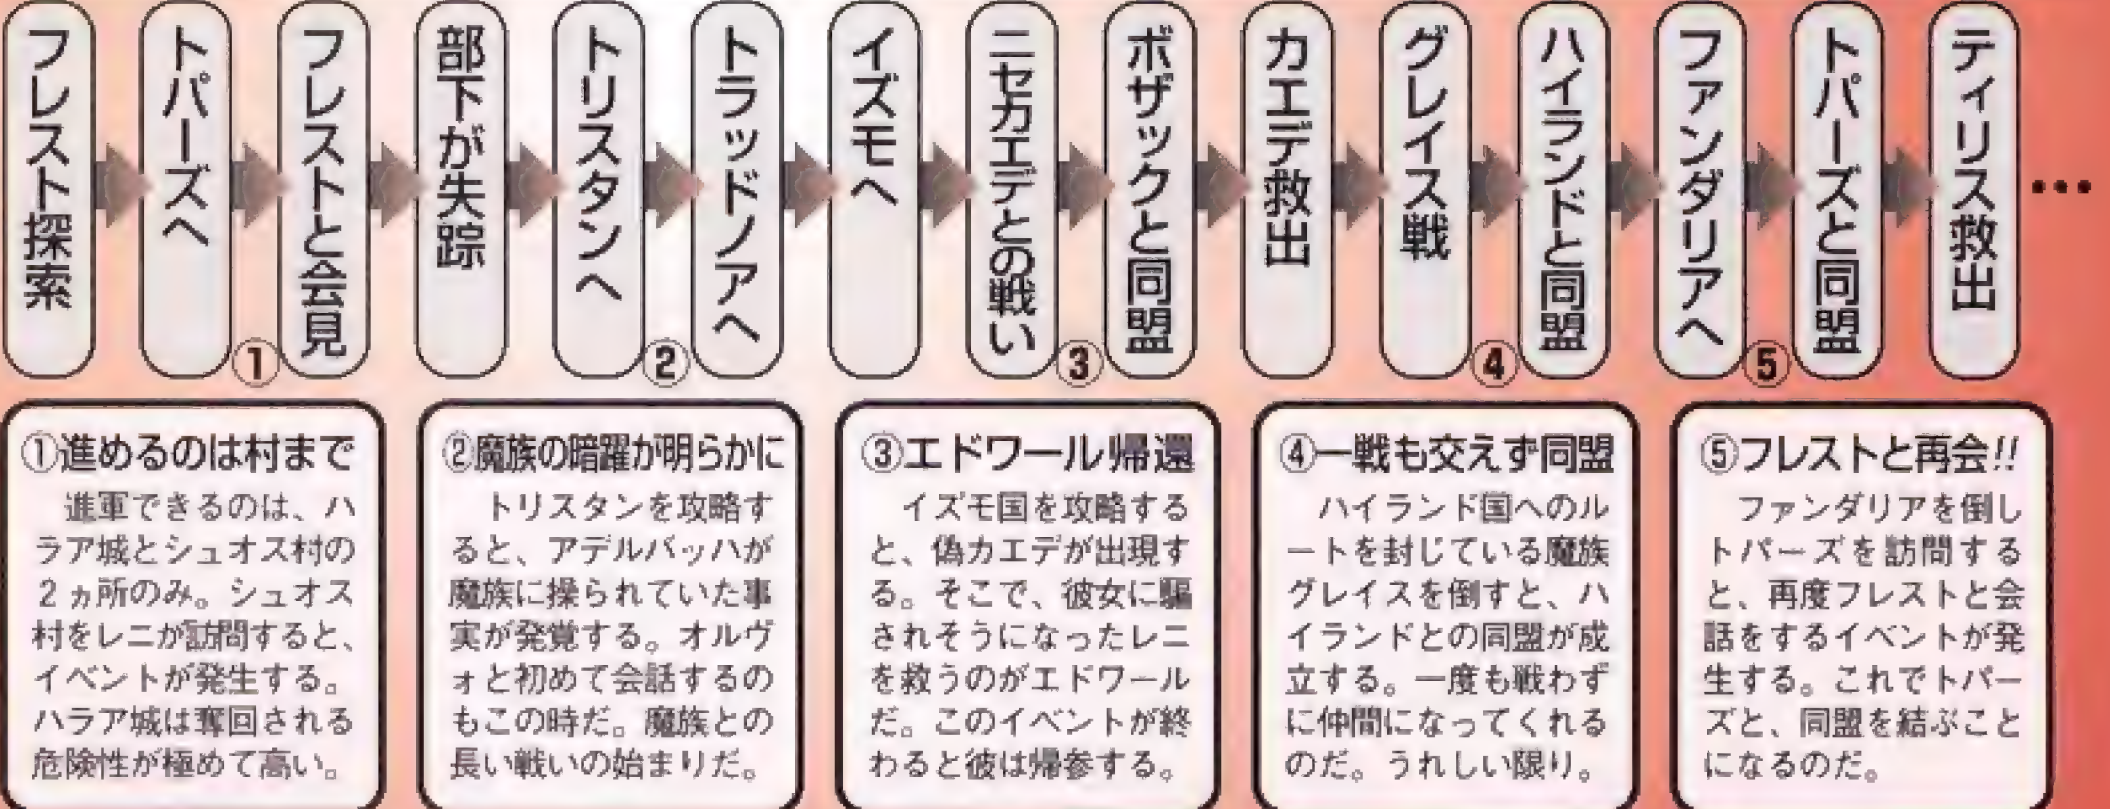 フレスト探索
トパーズへ
①
フレストと会見
部下が失踪
トリスタンへ
②
トラッドノアへ
イズモへ
ニセカエデとの戦い
③
ボザックと同盟
カエデ救出
グレイス戦
④
ハイランドと同盟
ファンダリアへ
⑤
トパーズと同盟
ティリス救出
…
①進めるのは村まで
進軍できるのは、ハ
ラア城とシュオス村の
2ヵ所のみ。シュオス
村をレニが訪問すると、
イベントが発生する。
ハラア城は奪回される
危険性が極めて高い。
②魔族の暗躍が明らかに
トリスタンを攻略す
ると、アデルバッハが
魔族に操られていた事
実が発覚する。オルヴ
ォと初めて会話するの
もこの時だ。魔族との
長い戦いの始まりだ。
③エドワール帰還
イズモ国を攻略する
と、偽カエデが出現す
る。そこで、彼女に騙
されそうになったレニ
を救うのがエドワール
だ。このイベントが終
わると彼は帰参する。
④一戦も交えず同盟
ハイランド国へのル
ートを封じている魔族
グレイスを倒すと、ハ
イランドとの同盟が成
立する。一度も戦わず
に仲間になってくれる
のだ。うれしい限り。
⑤フレストと再会!!
ファンダリアを倒し
トパーズを訪問する
と、再度フレストと会
話をするイベントが発
生する。これでトパー
ズと、同盟を結ぶこと
になるのだ。